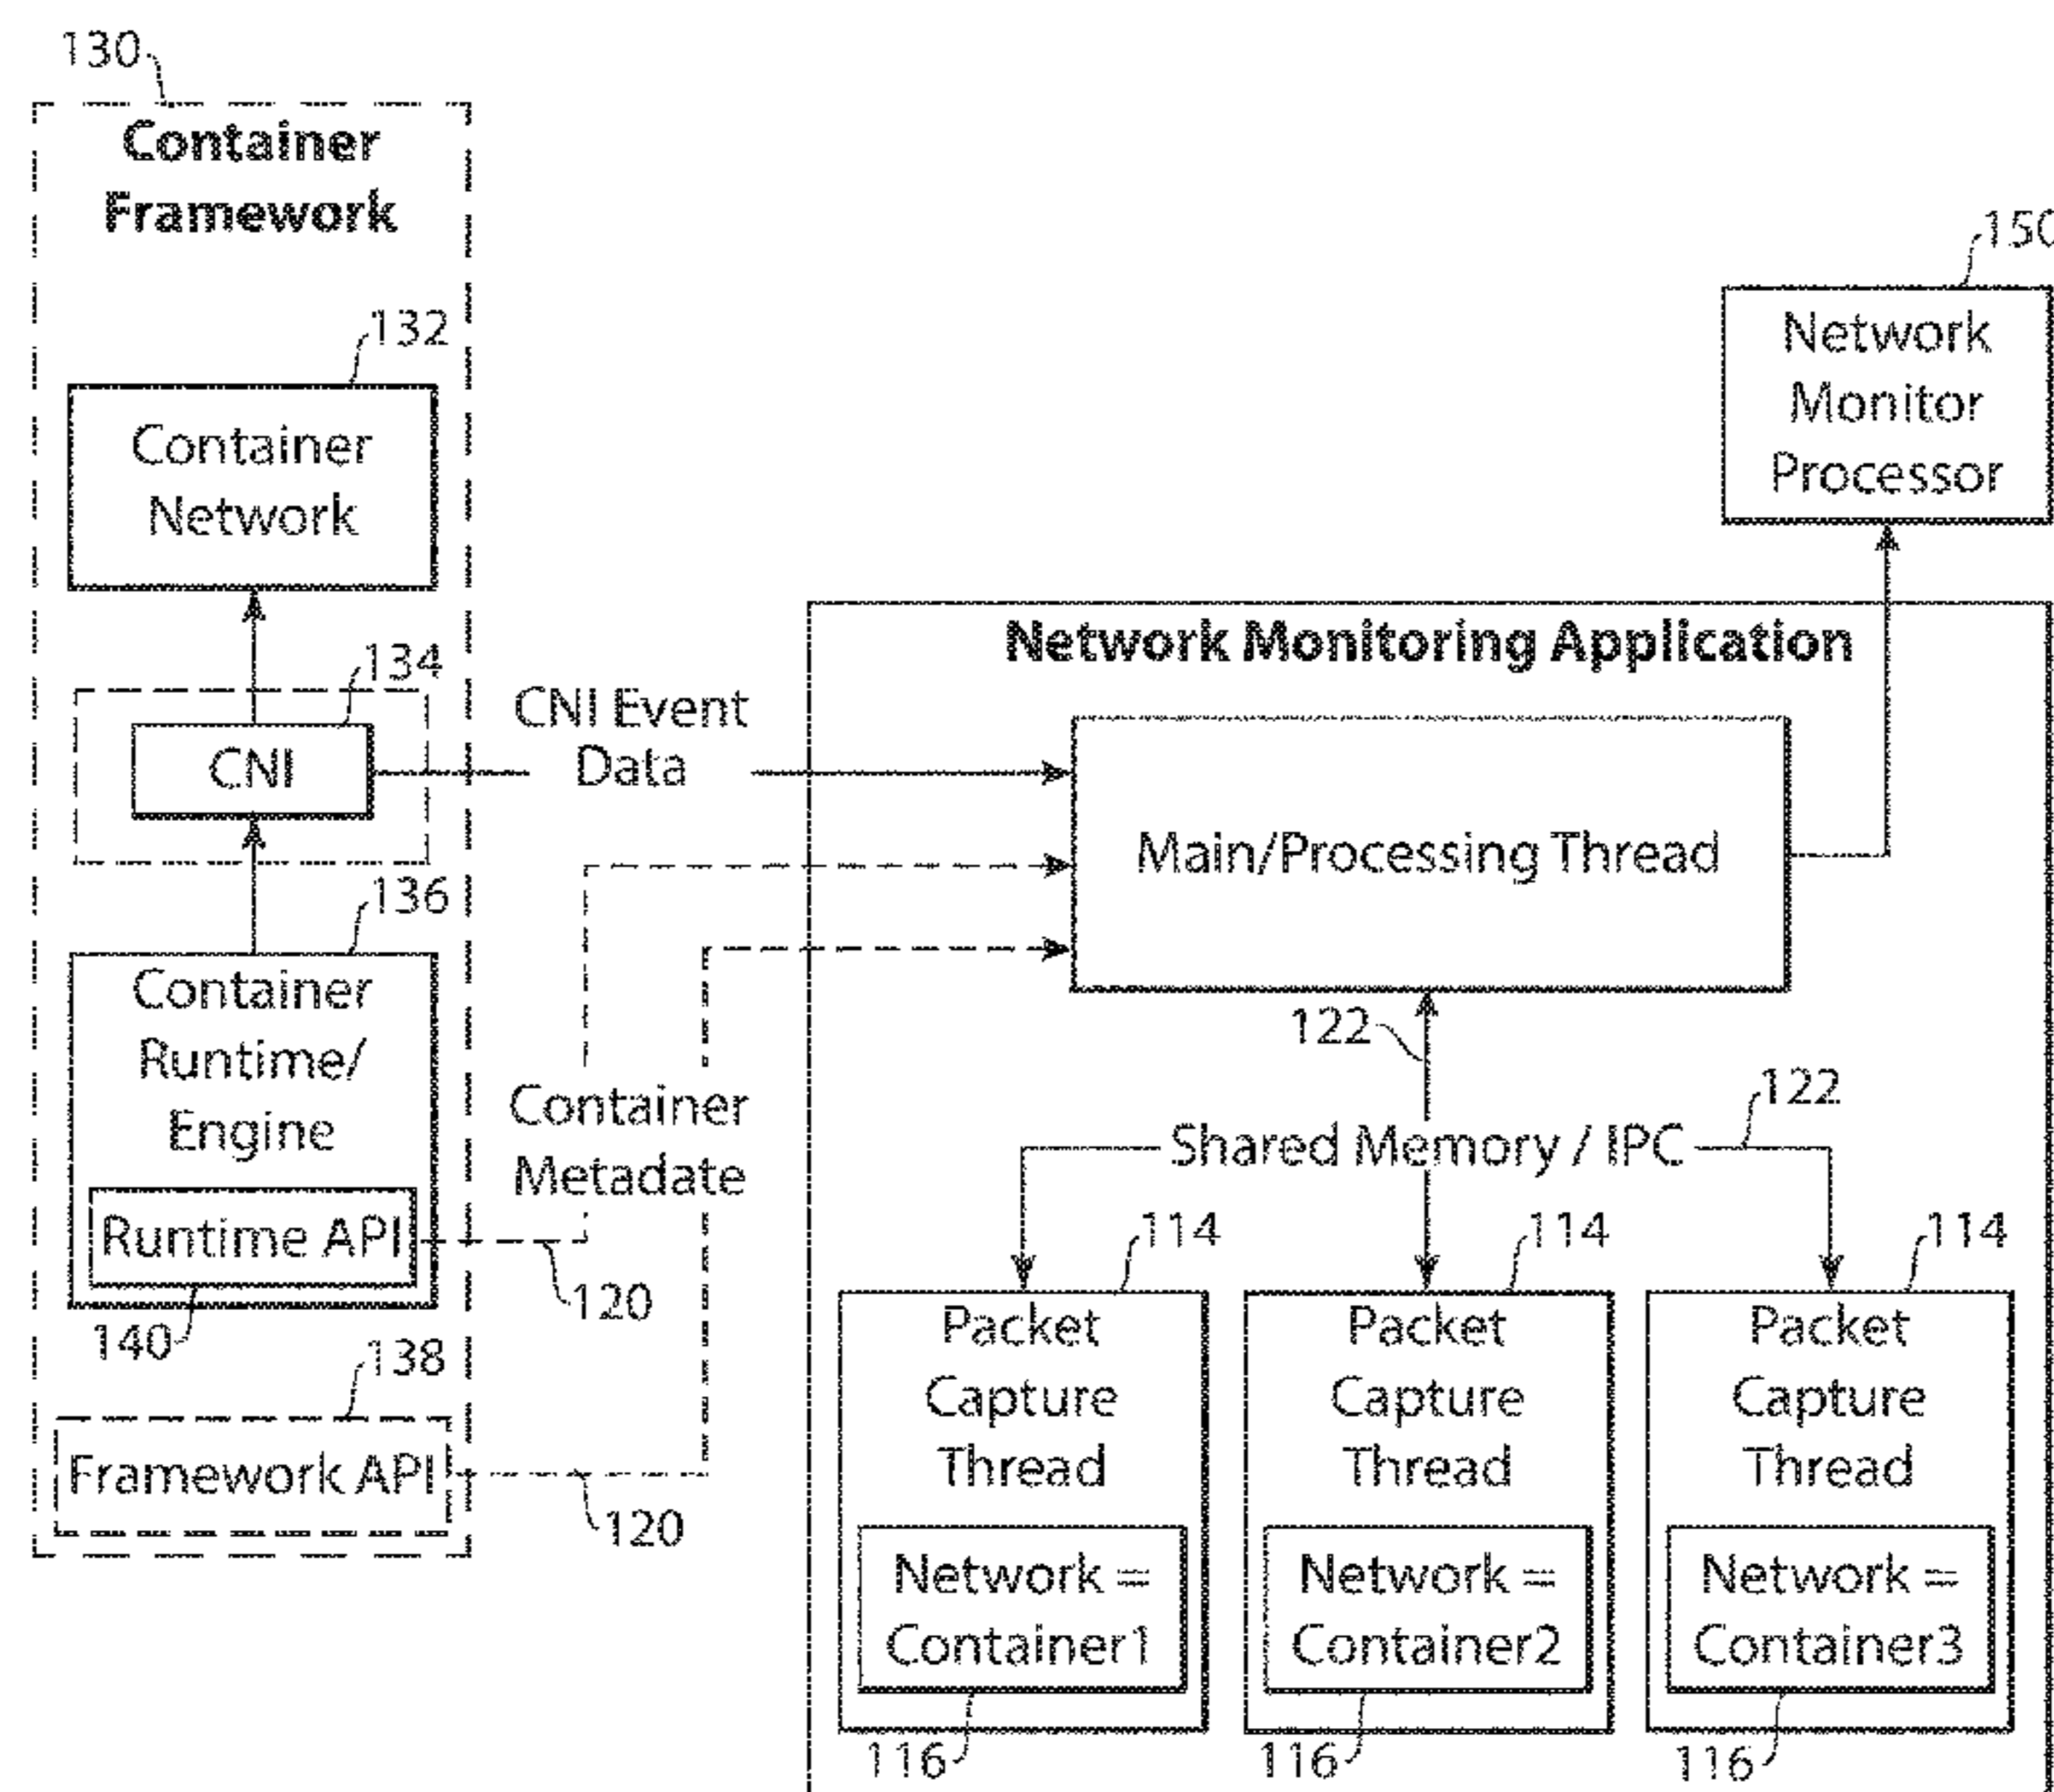 130
Container
Framework
132
Container
Network
134
CNI
136
Container
Runtime/
Engine
Runtime API
140
138
Framework API
CNI Event
Data
Container
Metadate
120
120
150
Network
Monitor
Processor
Network Monitoring Application
Main/Processing Thread
122
122
Shared Memory / IPC
114
Packet
Capture
Thread
Network =
Container1
116
114
Packet
Capture
Thread
Network =
Container2
116
114
Packet
Capture
Thread
Network =
Container3
116